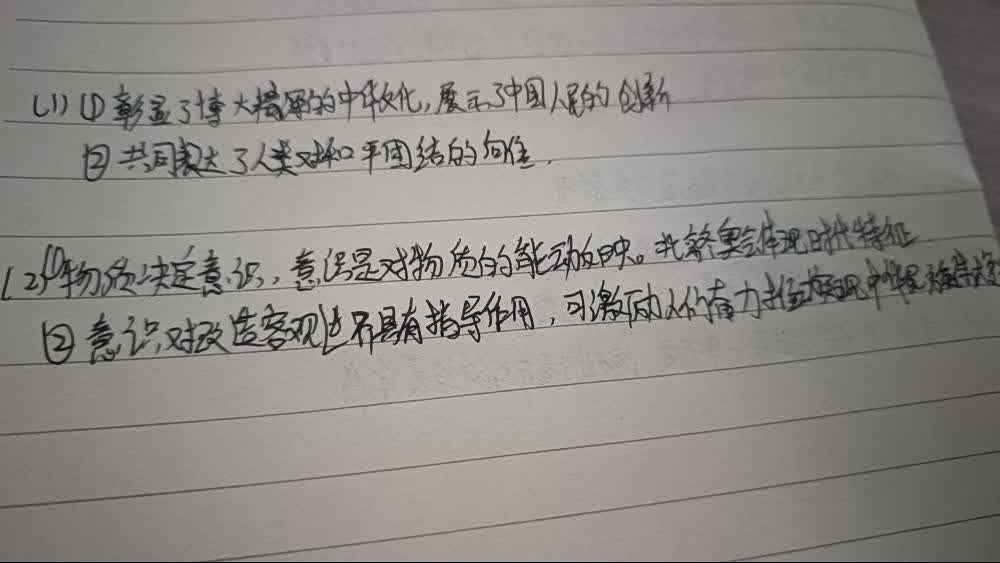 (1) ① 彰显了博大精深的中华文化,展示了中国人民的创新
② 共同表达了人类对和平团结的向往.
(2) ① 物质决定意识,意识是对物质的的能动反映。北京冬奥会体现时代特征
② 意识对改造客观世界具有指导作用,可激励人们奋力推动实现中华民族伟大